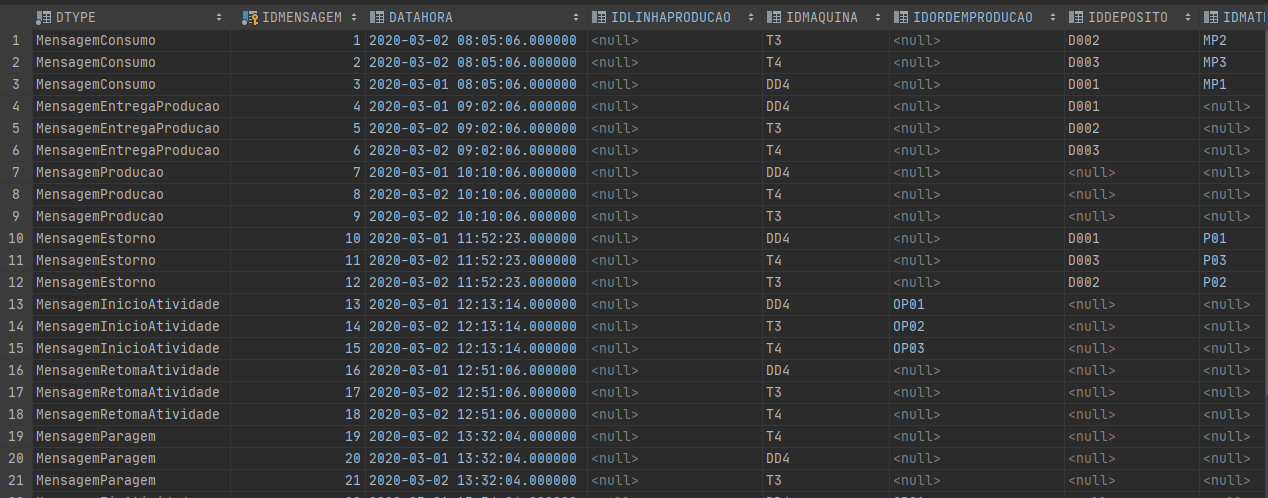 DTYPE IDMENSAGEM DATAHORA IDLINHAPRODUCAO IDMAQUINA IDORDEMPRODUCAO IDDEPOSITO IDMAT
1 MensagemConsumo 1 2020-03-02 08:05:06.000000 <null> T3 <null> D002 MP2
2 MensagemConsumo 2 2020-03-02 08:05:06.000000 <null> T4 <null> D003 MP3
3 MensagemConsumo 3 2020-03-01 08:05:06.000000 <null> DD4 <null> D001 MP1
4 MensagemEntregaProducao 4 2020-03-01 09:02:06.000000 <null> DD4 <null> D001 <null>
5 MensagemEntregaProducao 5 2020-03-02 09:02:06.000000 <null> T3 <null> D002 <null>
6 MensagemEntregaProducao 6 2020-03-02 09:02:06.000000 <null> T4 <null> D003 <null>
7 MensagemProducao 7 2020-03-01 10:10:06.000000 <null> DD4 <null> <null> <null>
8 MensagemProducao 8 2020-03-02 10:10:06.000000 <null> T4 <null> <null> <null>
9 MensagemProducao 9 2020-03-02 10:10:06.000000 <null> T3 <null> <null> <null>
10 MensagemEstorno 10 2020-03-01 11:52:23.000000 <null> DD4 <null> D001 P01
11 MensagemEstorno 11 2020-03-02 11:52:23.000000 <null> T4 <null> D003 P03
12 MensagemEstorno 12 2020-03-02 11:52:23.000000 <null> T3 <null> D002 P02
13 MensagemInicioAtividade 13 2020-03-01 12:13:14.000000 <null> DD4 OP01 <null> <null>
14 MensagemInicioAtividade 14 2020-03-02 12:13:14.000000 <null> T3 OP02 <null> <null>
15 MensagemInicioAtividade 15 2020-03-02 12:13:14.000000 <null> T4 OP03 <null> <null>
16 MensagemRetomaAtividade 16 2020-03-01 12:51:06.000000 <null> DD4 <null> <null> <null>
17 MensagemRetomaAtividade 17 2020-03-02 12:51:06.000000 <null> T3 <null> <null> <null>
18 MensagemRetomaAtividade 18 2020-03-02 12:51:06.000000 <null> T4 <null> <null> <null>
19 MensagemParagem 19 2020-03-02 13:32:04.000000 <null> T4 <null> <null> <null>
20 MensagemParagem 20 2020-03-01 13:32:04.000000 <null> DD4 <null> <null> <null>
21 MensagemParagem 21 2020-03-02 13:32:04.000000 <null> T3 <null> <null> <null>